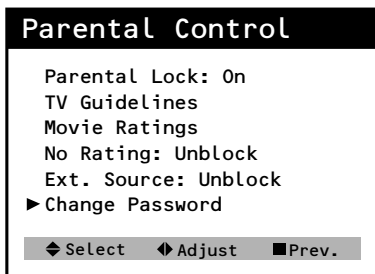 Parental Control
Parental Lock: On
TV Guidelines
Movie Ratings
No Rating: Unblock
Ext. Source: Unblock
Change Password
Select Adjust Prev.